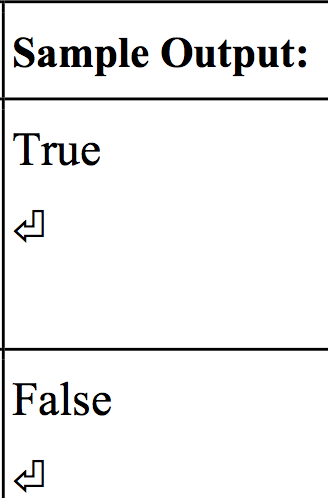 Sample Output:
True
⏎
False
⏎